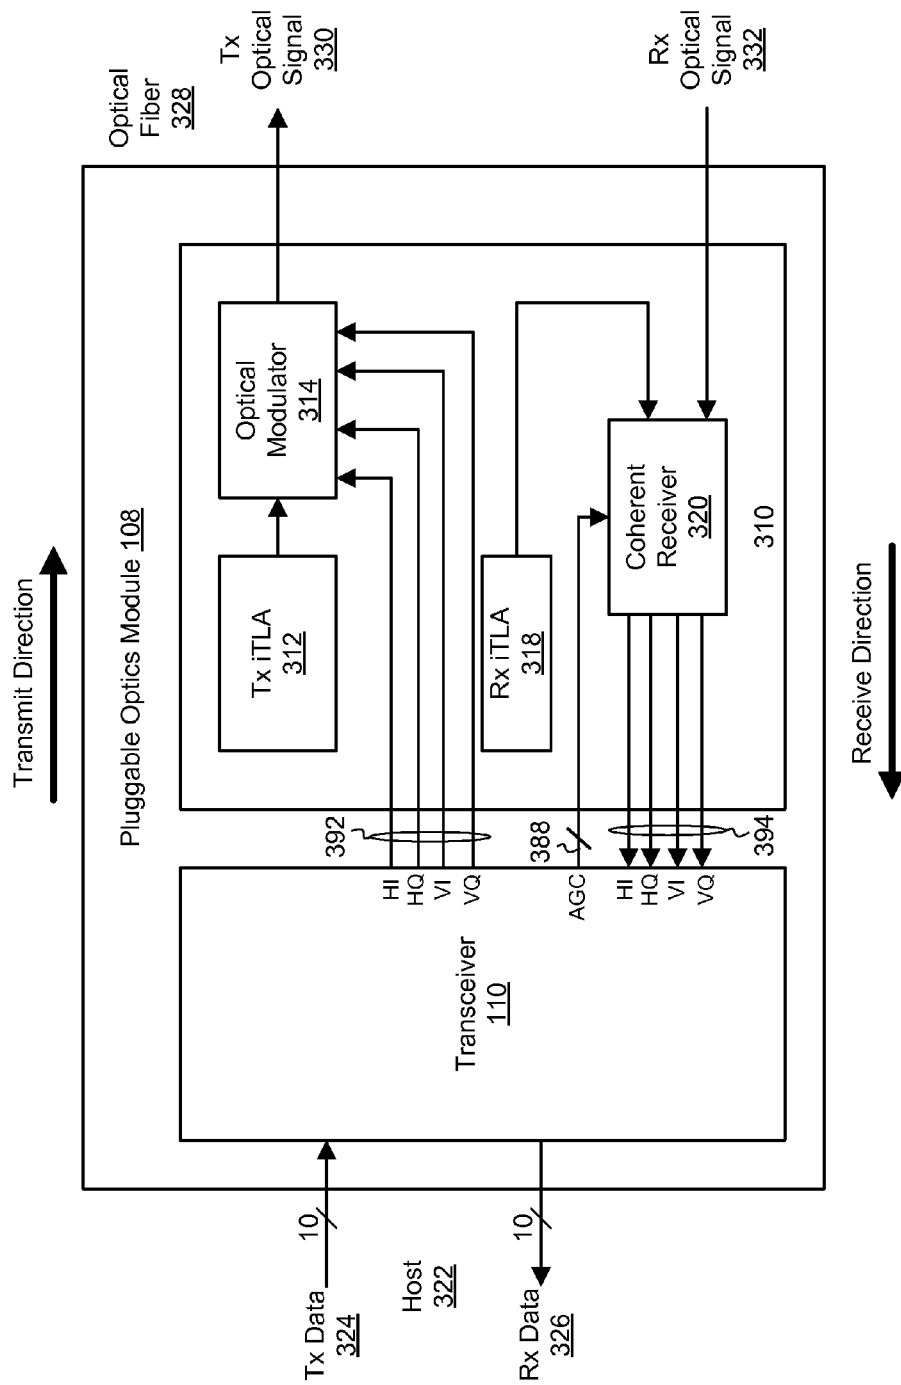 Transmit Direction
Pluggable Optics Module 108
Optical
Fiber
328
Tx
Optical
Signal
330
Tx iTLA
312
Optical
Modulator
314
392
HI
HQ
VI
VQ
Tx Data
324
10
Host
322
Transceiver
110
Rx iTLA
318
388
AGC
Coherent
Receiver
320
Rx
Optical
Signal
332
Rx Data
326
10
HI
HQ
VI
VQ
394
310
Receive Direction